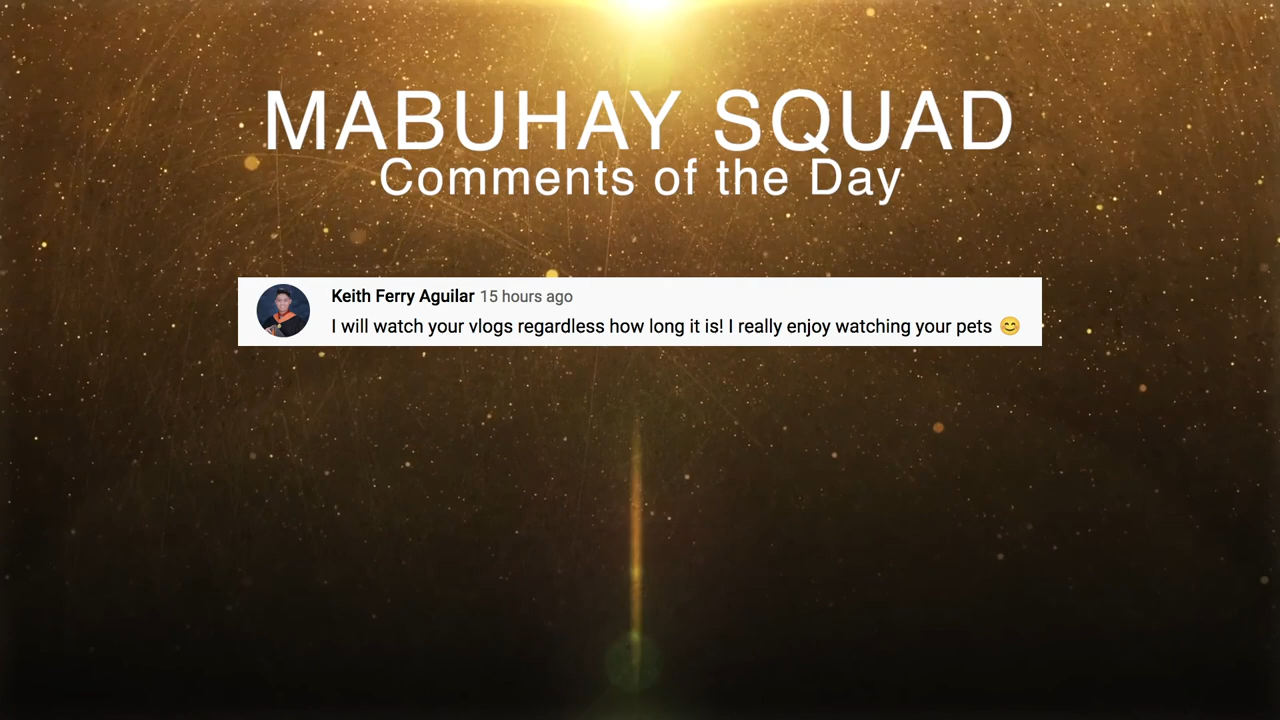 MABUHAY SQUAD
Comments of the Day
Keith Ferry Aguilar 15 hours ago
I will watch your vlogs regardless how long it is! I really enjoy watching your pets 😊